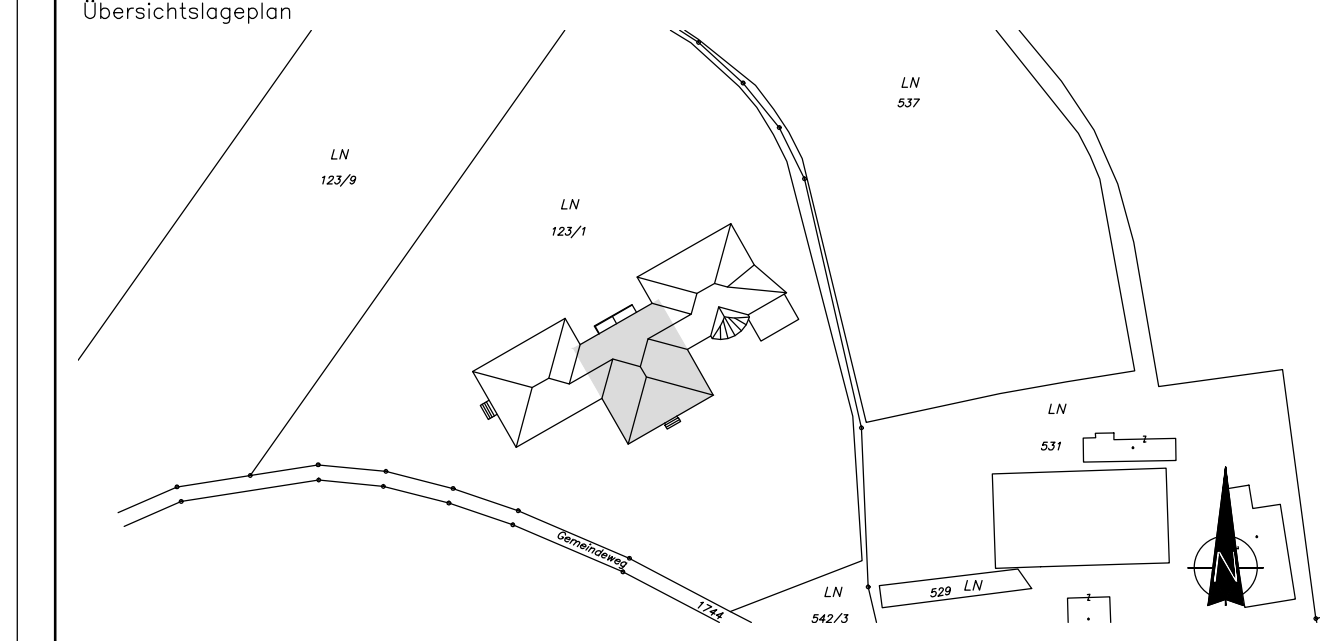 Übersichtslageplan
LN
537
LN
123/9
LN
123/1
LN
531
z
Gemeindeweg
1744
LN
542/3
529 LN
z
N